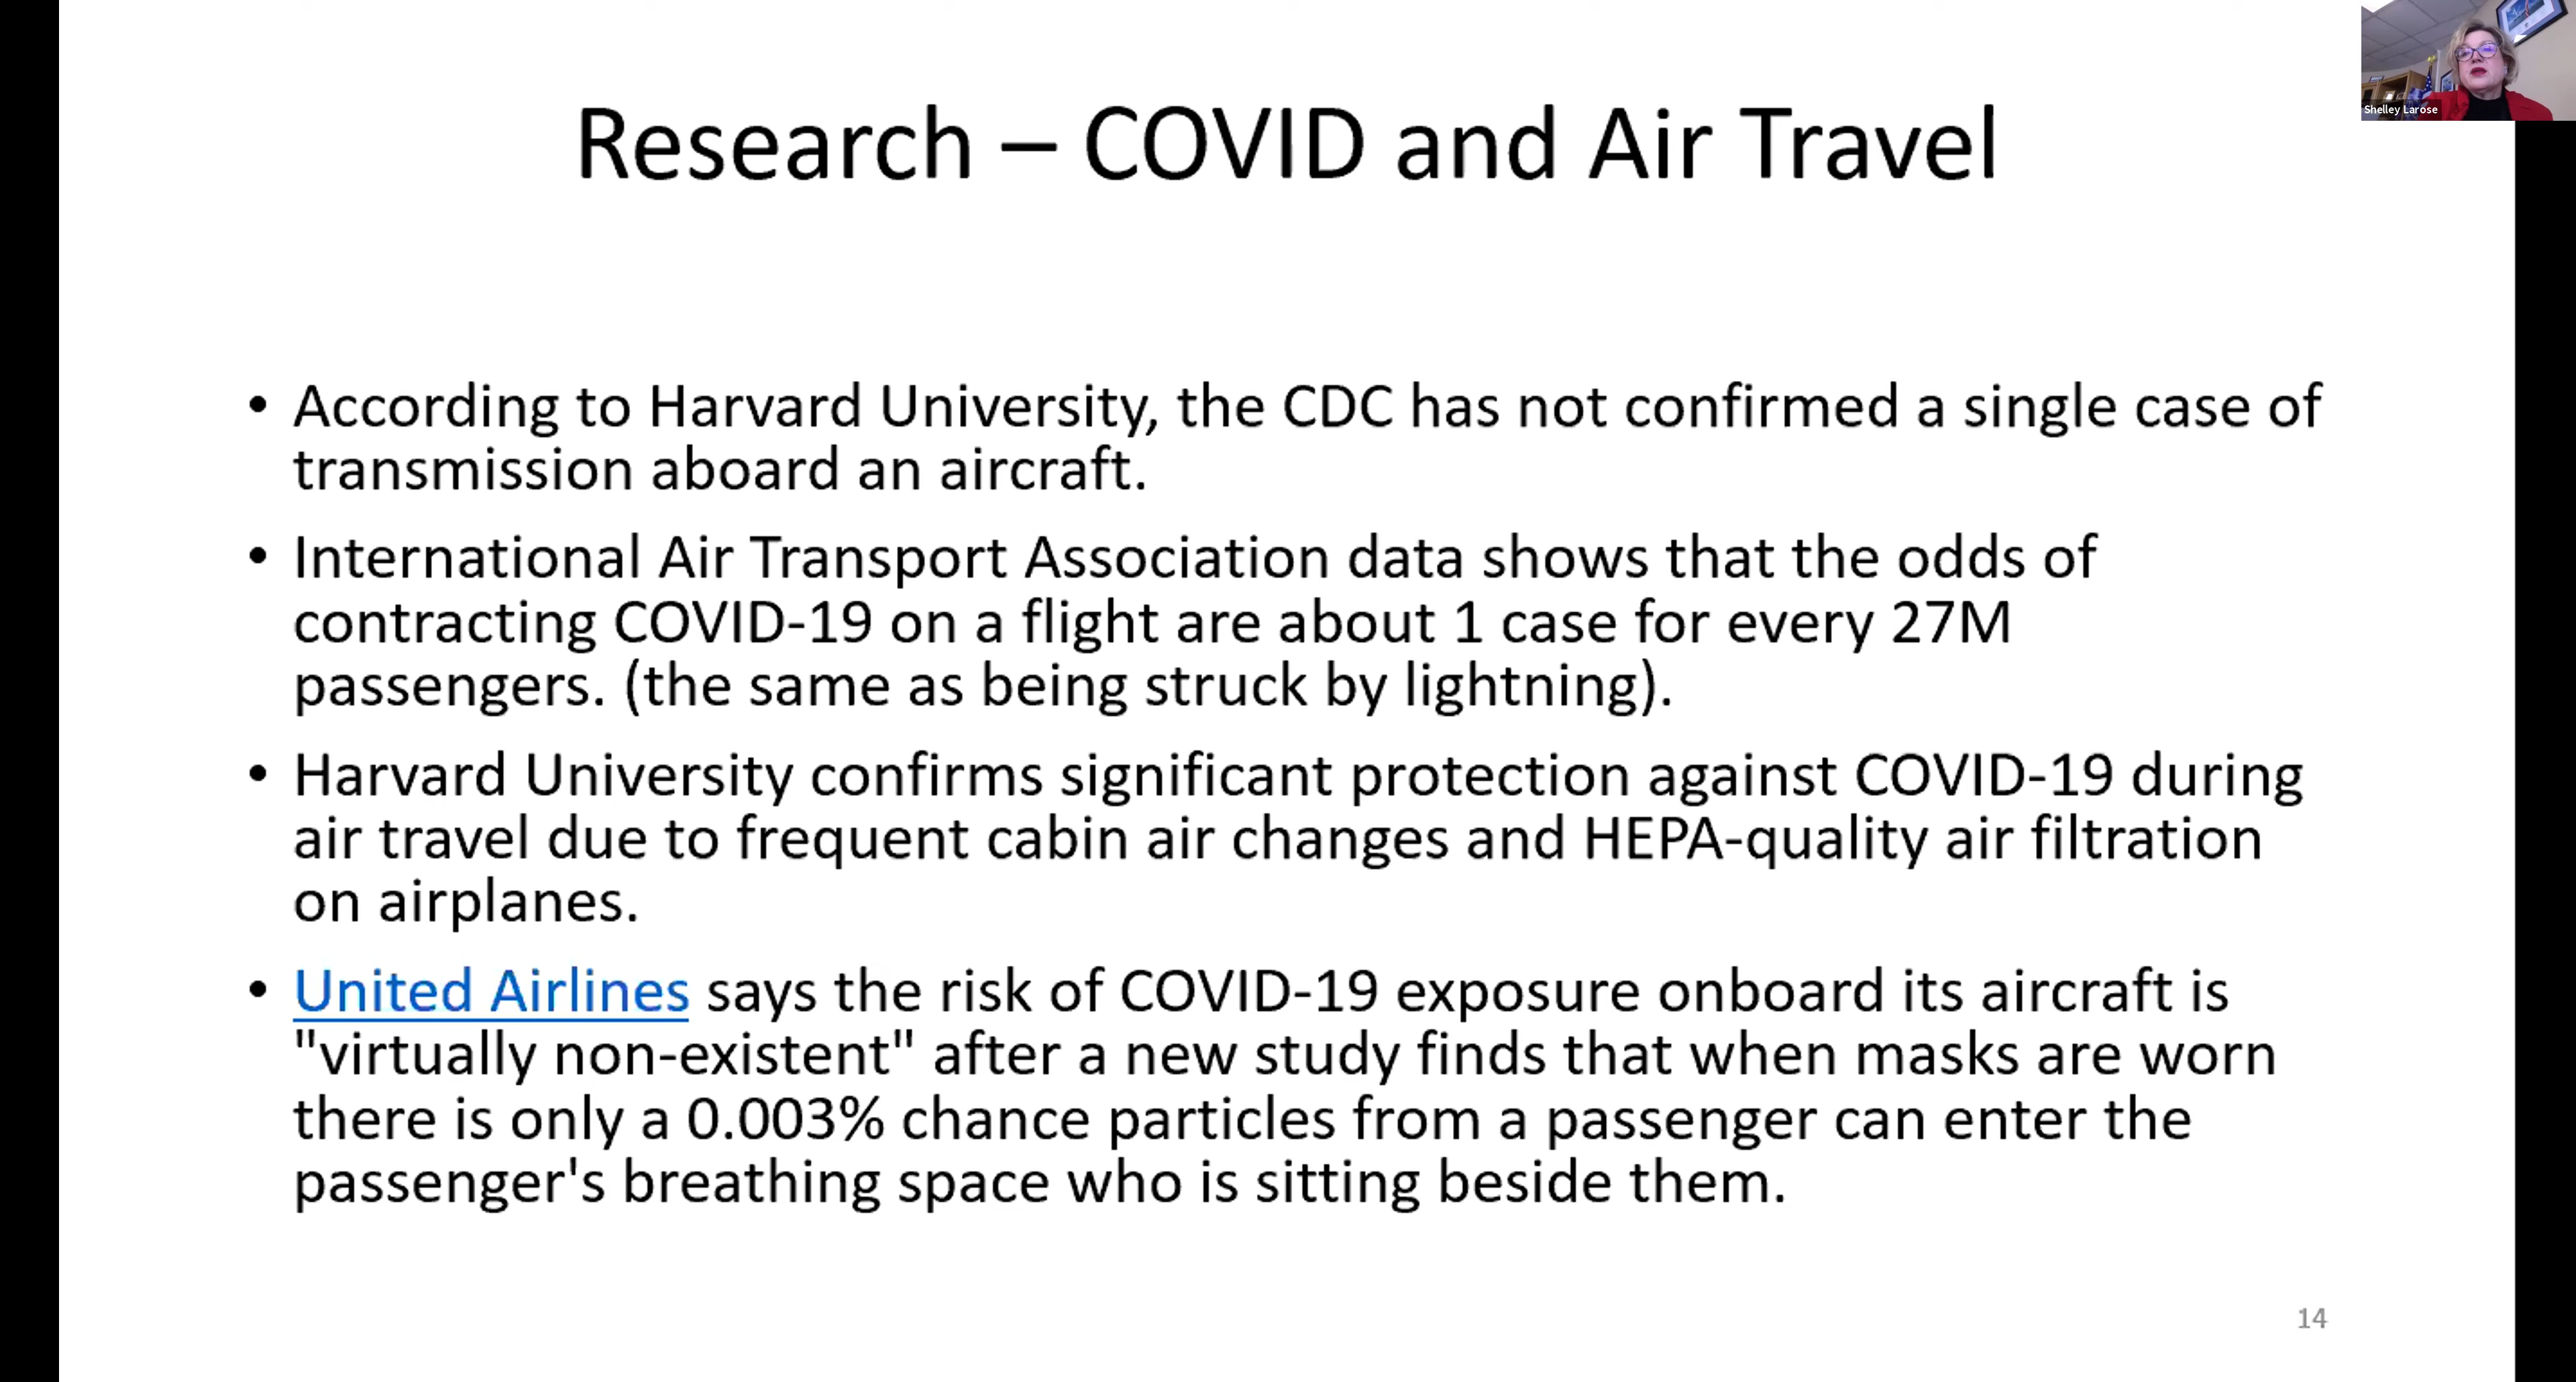 Shelley Larose
Research – COVID and Air Travel
• According to Harvard University, the CDC has not confirmed a single case of
transmission aboard an aircraft.
• International Air Transport Association data shows that the odds of
contracting COVID-19 on a flight are about 1 case for every 27M
passengers. (the same as being struck by lightning).
• Harvard University confirms significant protection against COVID-19 during
air travel due to frequent cabin air changes and HEPA-quality air filtration
on airplanes.
• United Airlines says the risk of COVID-19 exposure onboard its aircraft is
"virtually non-existent" after a new study finds that when masks are worn
there is only a 0.003% chance particles from a passenger can enter the
passenger's breathing space who is sitting beside them.
14